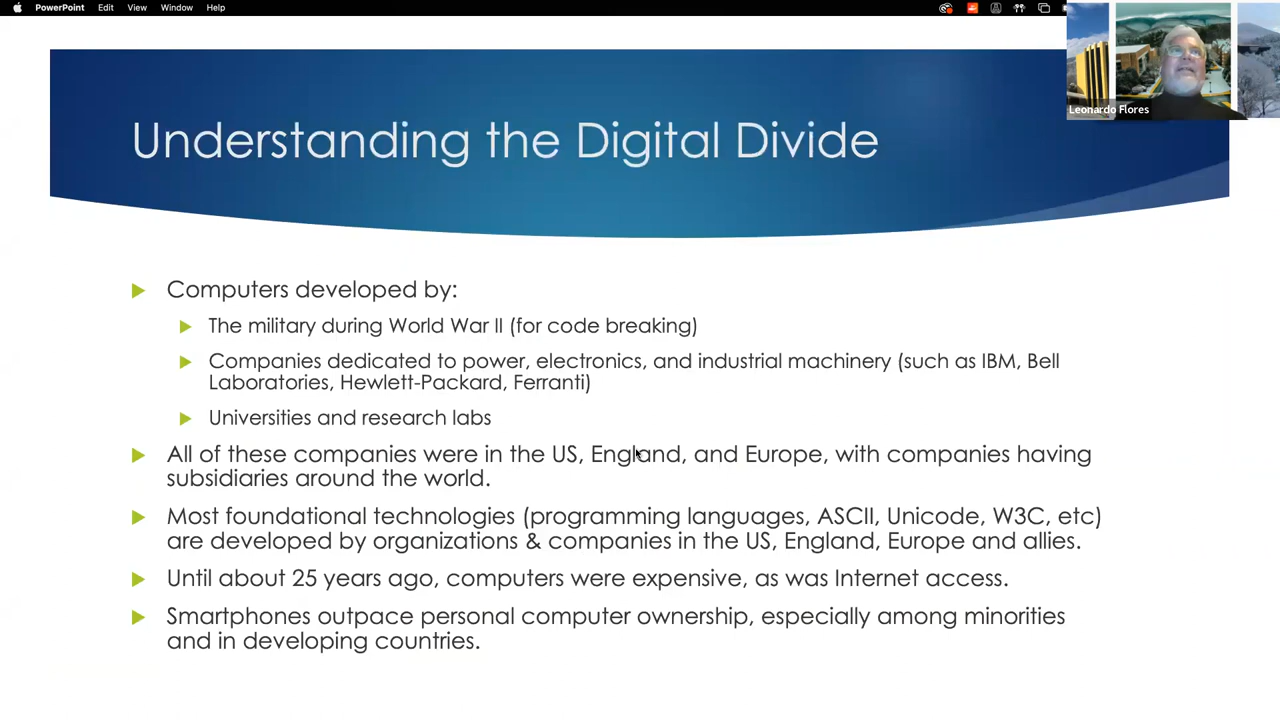 PowerPoint Edit View Window Help
Leonardo Flores
Understanding the Digital Divide
Computers developed by:
The military during World War II (for code breaking)
Companies dedicated to power, electronics, and industrial machinery (such as IBM, Bell
Laboratories, Hewlett-Packard, Ferranti)
Universities and research labs
All of these companies were in the US, England, and Europe, with companies having
subsidiaries around the world.
Most foundational technologies (programming languages, ASCII, Unicode, W3C, etc)
are developed by organizations & companies in the US, England, Europe and allies.
Until about 25 years ago, computers were expensive, as was Internet access.
Smartphones outpace personal computer ownership, especially among minorities
and in developing countries.